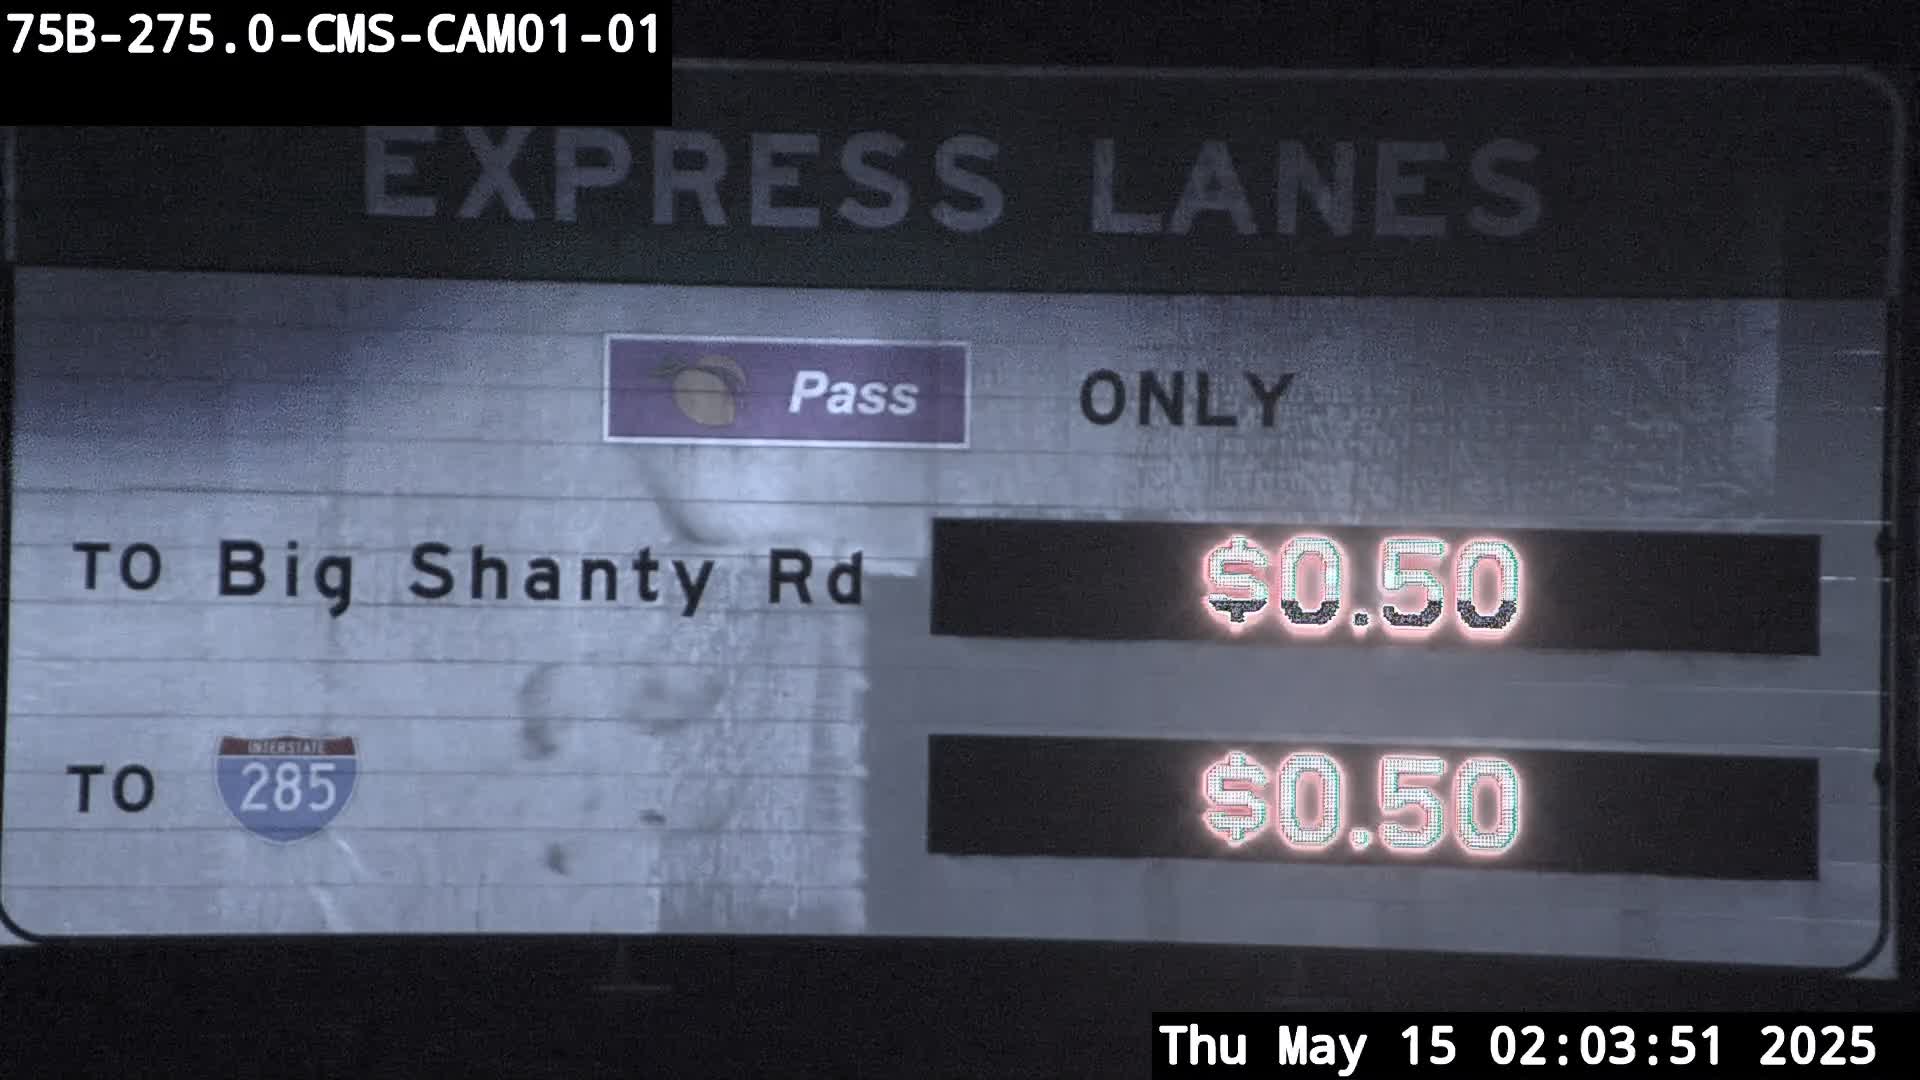 75B-275.0-CMS-CAM01-01
EXPRESS LANES
Pass ONLY
TO Big Shanty Rd $0.50
TO INTERSTATE 285 $0.50
Thu May 15 02:03:51 2025